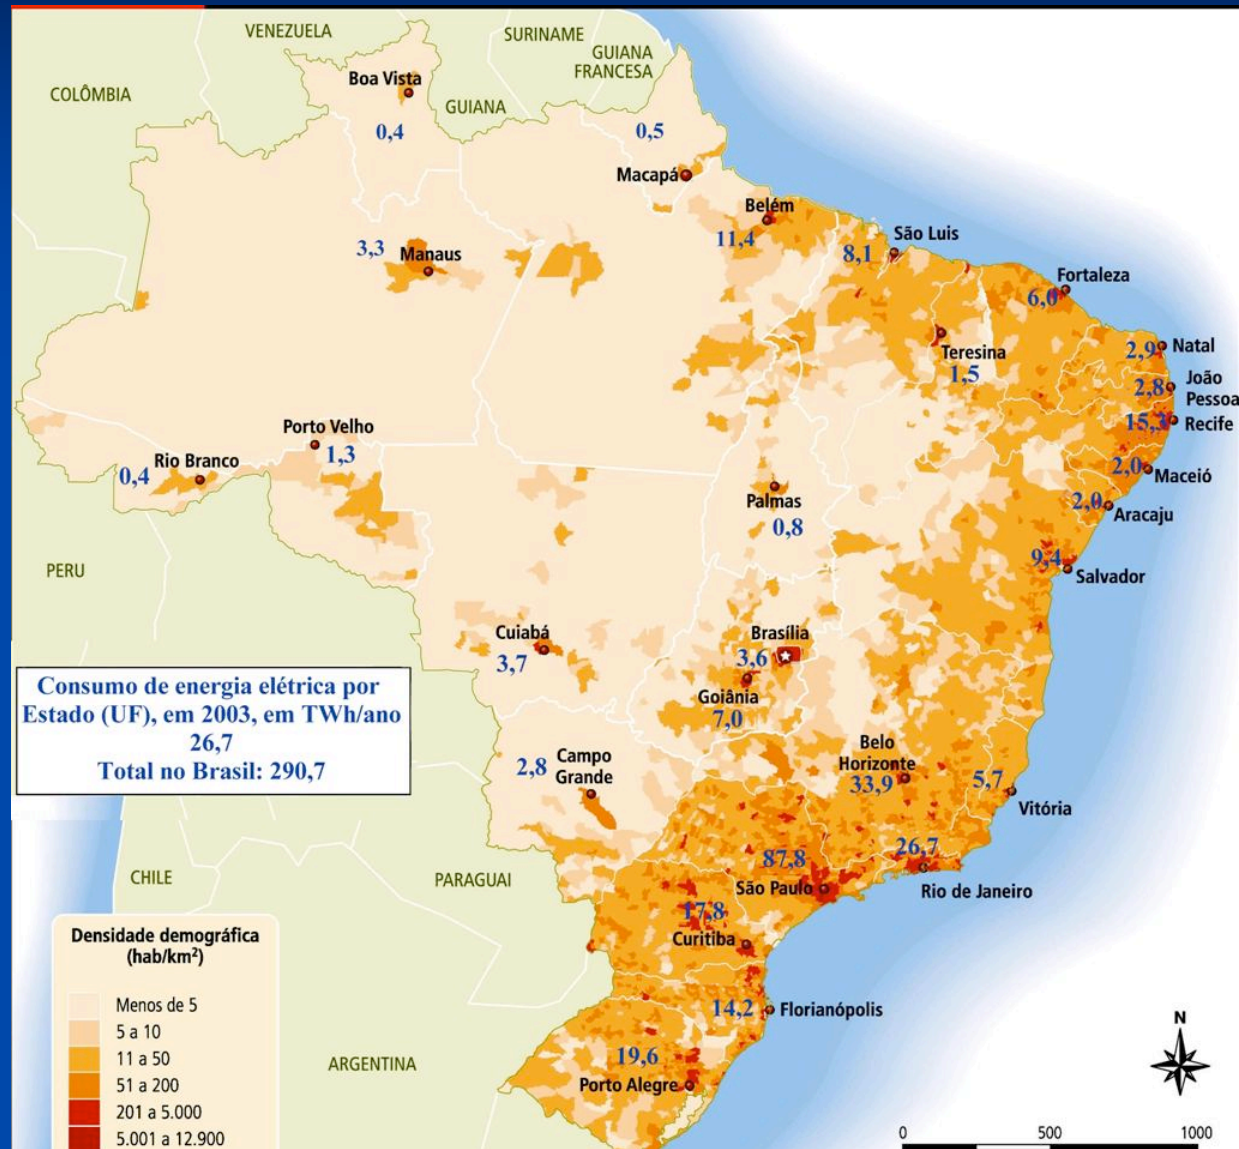 VENEZUELA
SURINAME
GUIANA
FRANCESA
COLÔMBIA
Boa Vista
GUIANA
0,4
0,5
Macapá
Belém
11,4
São Luis
8,1
3,3
Manaus
Fortaleza
6,0
Teresina
1,5
2,9 Natal
2,8 João
Pessoa
15,3 Recife
2,0 Maceió
2,0 Aracaju
9,4
Salvador
Porto Velho
1,3
0,4
Rio Branco
Palmas
0,8
PERU
Cuiabá
3,7
Brasília
3,6
Goiânia
7,0
Consumo de energia elétrica por
Estado (UF), em 2003, em TWh/ano
26,7
Total no Brasil: 290,7
2,8 Campo
Grande
Belo
Horizonte
33,9
5,7
Vitória
87,8
26,7
São Paulo
Rio de Janeiro
CHILE
PARAGUAI
17,8
Curitiba
14,2 Florianópolis
19,6
Porto Alegre
ARGENTINA
Densidade demográfica
(hab/km²)
Menos de 5
5 a 10
11 a 50
51 a 200
201 a 5.000
5.001 a 12.900
N
0 500 1000